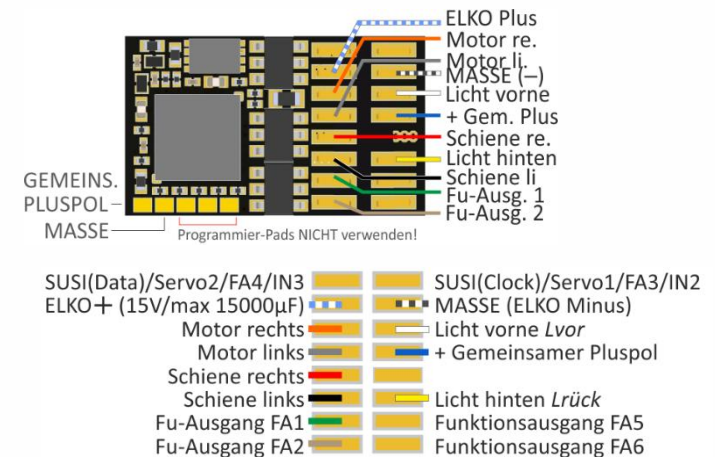 ELKO Plus
Motor re.
Motor li.
MASSE (–)
Licht vorne
+ Gem. Plus
Schiene re.
Licht hinten
Schiene li
Fu-Ausg. 1
Fu-Ausg. 2
GEMEINS.
PLUSPOL
MASSE
Programmier-Pads NICHT verwenden!
SUSI(Data)/Servo2/FA4/IN3 SUSI(Clock)/Servo1/FA3/IN2
ELKO+ (15V/max 15000µF) MASSE (ELKO Minus)
Motor rechts Licht vorne Lvor
Motor links + Gemeinsamer Pluspol
Schiene rechts
Schiene links Licht hinten Lrück
Fu-Ausgang FA1 Funktionsausgang FA5
Fu-Ausgang FA2 Funktionsausgang FA6